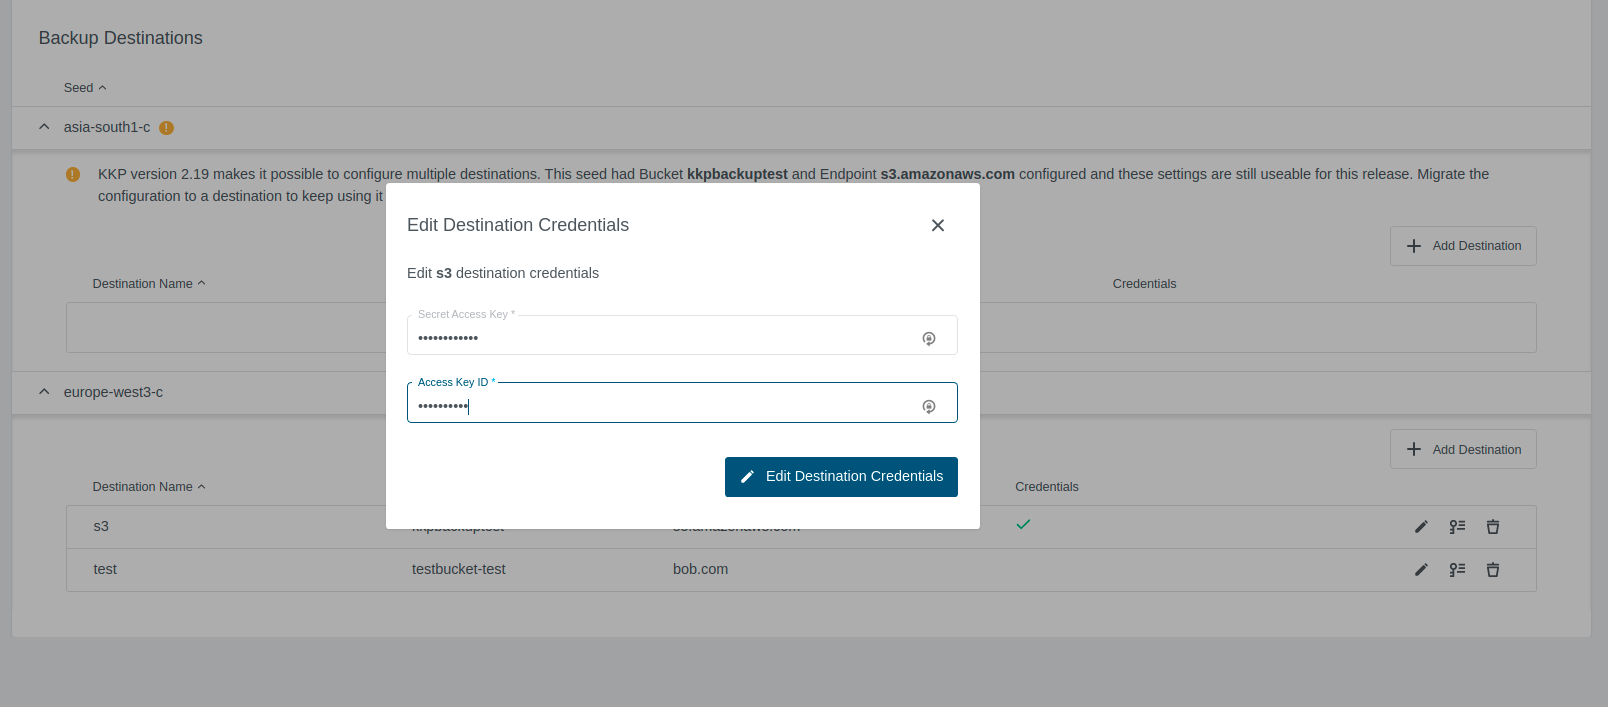 Backup Destinations
Seed
asia-south1-c
KKP version 2.19 makes it possible to configure multiple destinations. This seed had Bucket kkpbackuptest and Endpoint s3.amazonaws.com configured and these settings are still useable for this release. Migrate the
configuration to a destination to keep using it
Edit Destination Credentials
Edit s3 destination credentials
Add Destination
Destination Name
Credentials
Secret Access Key *
••••••••••••
Access Key ID *
••••••••••
europe-west3-c
Add Destination
Edit Destination Credentials
Destination Name
Credentials
s3 kkpbackuptest s3.amazonaws.com
test testbucket-test bob.com